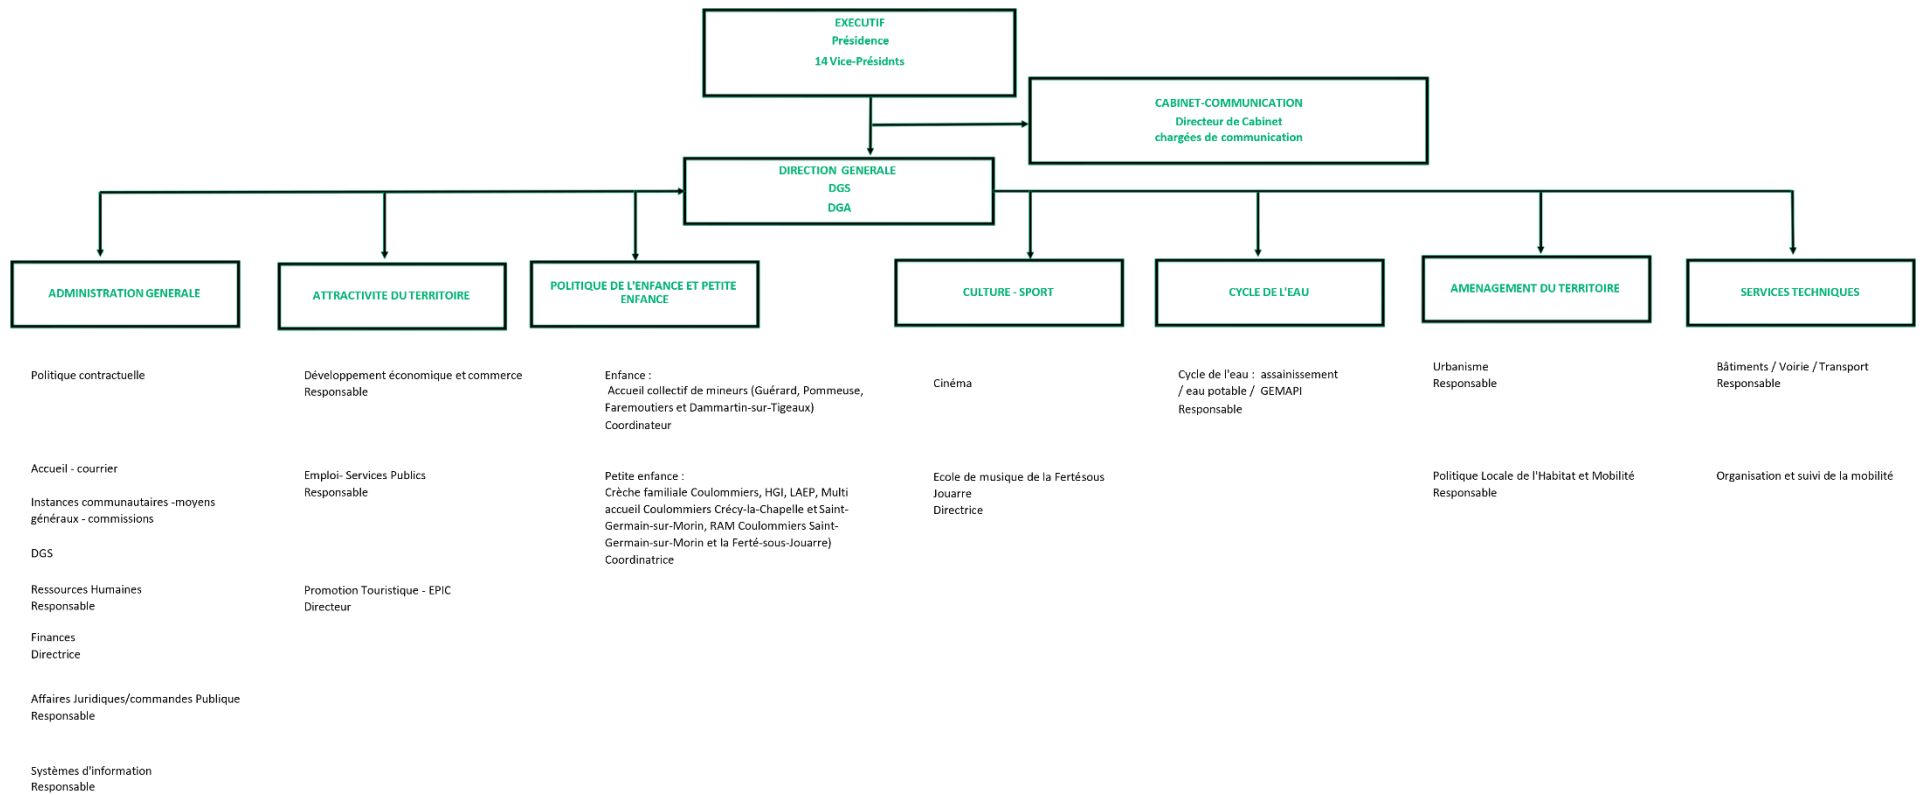 EXECUTIF
Présidence
14 Vice-Présidnts
CABINET-COMMUNICATION
Directeur de Cabinet
chargées de communication
DIRECTION GENERALE
DGS
DGA
ADMINISTRATION GENERALE
ATTRACTIVITE DU TERRITOIRE
POLITIQUE DE L'ENFANCE ET PETITE
ENFANCE
CULTURE - SPORT
CYCLE DE L'EAU
AMENAGEMENT DU TERRITOIRE
SERVICES TECHNIQUES
Politique contractuelle
Accueil - courrier
Instances communautaires -moyens
généraux - commissions
DGS
Ressources Humaines
Responsable
Finances
Directrice
Affaires Juridiques/commandes Publique
Responsable
Systèmes d'information
Responsable
Développement économique et commerce
Responsable
Emploi- Services Publics
Responsable
Promotion Touristique - EPIC
Directeur
Enfance :
Accueil collectif de mineurs (Guérard, Pommeuse,
Faremoutiers et Dammartin-sur-Tigeaux)
Coordinateur
Petite enfance :
Crèche familiale Coulommiers, HGI, LAEP, Multi
accueil Coulommiers Crécy-la-Chapelle et Saint-
Germain-sur-Morin, RAM Coulommiers Saint-
Germain-sur-Morin et la Ferté-sous-Jouarre)
Coordinatrice
Cinéma
Ecole de musique de la Fertésous
Jouarre
Directrice
Cycle de l'eau : assainissement
/ eau potable / GEMAPI
Responsable
Urbanisme
Responsable
Politique Locale de l'Habitat et Mobilité
Responsable
Bâtiments / Voirie / Transport
Responsable
Organisation et suivi de la mobilité